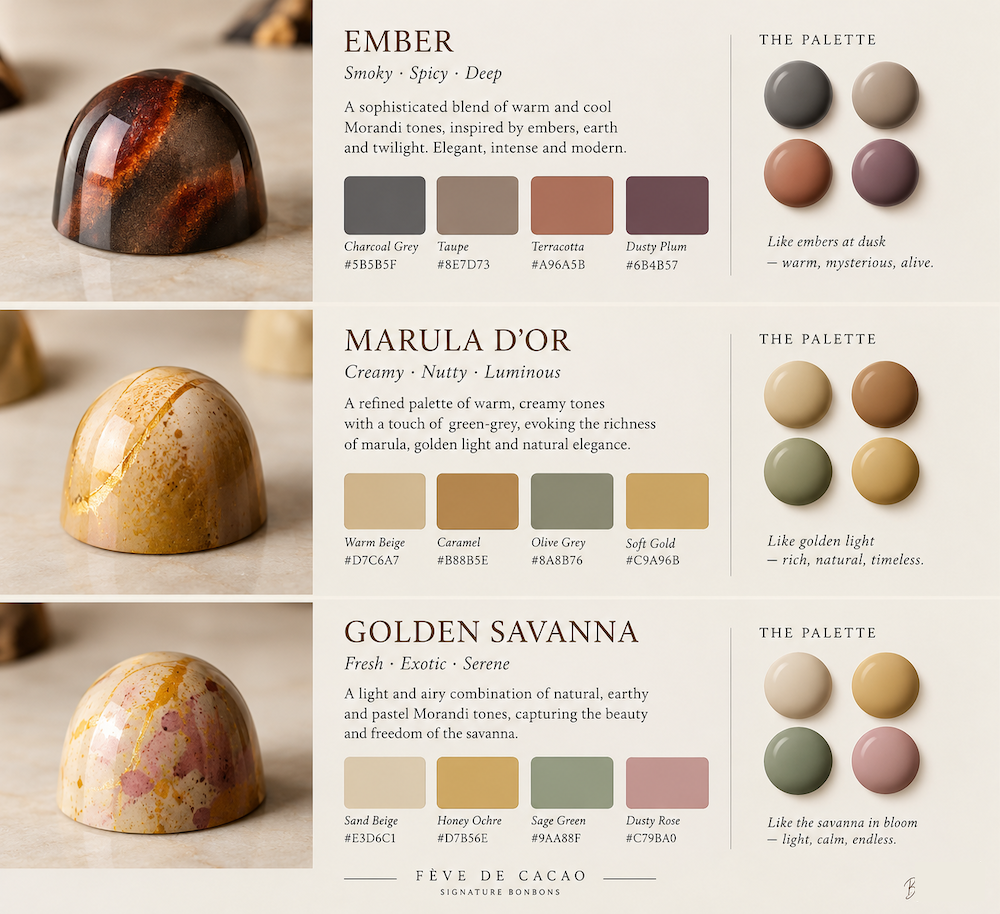 EMBER
Smoky · Spicy · Deep
A sophisticated blend of warm and cool
Morandi tones, inspired by embers, earth
and twilight. Elegant, intense and modern.
Charcoal Grey
#5B5B5F
Taupe
#8E7D73
Terracotta
#A96A5B
Dusty Plum
#6B4B57
THE PALETTE
Like embers at dusk
– warm, mysterious, alive.
MARULA D’OR
Creamy · Nutty · Luminous
A refined palette of warm, creamy tones
with a touch of green-grey, evoking the richness
of marula, golden light and natural elegance.
Warm Beige
#D7C6A7
Caramel
#B88B5E
Olive Grey
#8A8B76
Soft Gold
#C9A96B
THE PALETTE
Like golden light
– rich, natural, timeless.
GOLDEN SAVANNA
Fresh · Exotic · Serene
A light and airy combination of natural, earthy
and pastel Morandi tones, capturing the beauty
and freedom of the savanna.
Sand Beige
#E3D6C1
Honey Ochre
#D7B56E
Sage Green
#9AA88F
Dusty Rose
#C79BA0
THE PALETTE
Like the savanna in bloom
– light, calm, endless.
FÈVE DE CACAO
SIGNATURE BONBONS